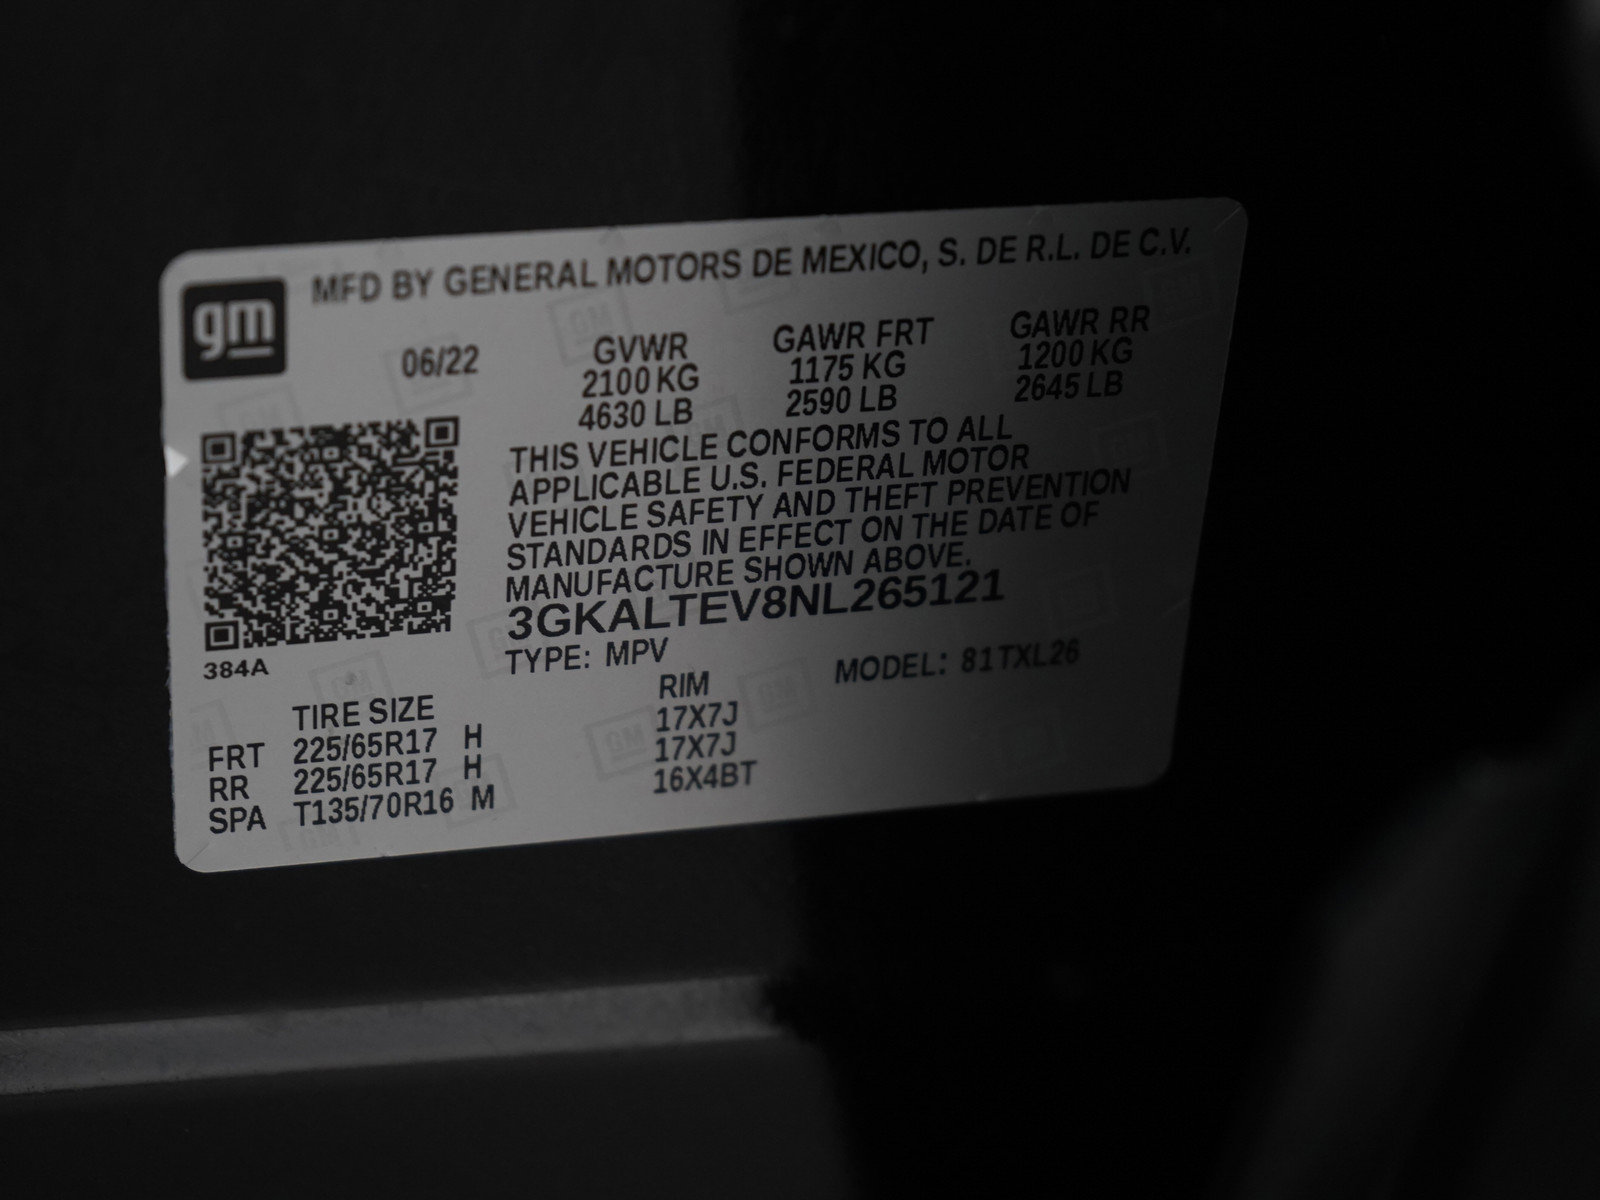 gm
MFD BY GENERAL MOTORS DE MEXICO, S. DE R.L. DE C.V.
06/22 GVWR GAWR FRT GAWR RR
2100 KG 1175 KG 1200 KG
4630 LB 2590 LB 2645 LB
THIS VEHICLE CONFORMS TO ALL
APPLICABLE U.S. FEDERAL MOTOR
VEHICLE SAFETY AND THEFT PREVENTION
STANDARDS IN EFFECT ON THE DATE OF
MANUFACTURE SHOWN ABOVE.
3GKALTEV8NL265121
384A
TYPE: MPV MODEL: 81TXL26
TIRE SIZE RIM
FRT 225/65R17 H 17X7J
RR 225/65R17 H 17X7J
SPA T135/70R16 M 16X4BT